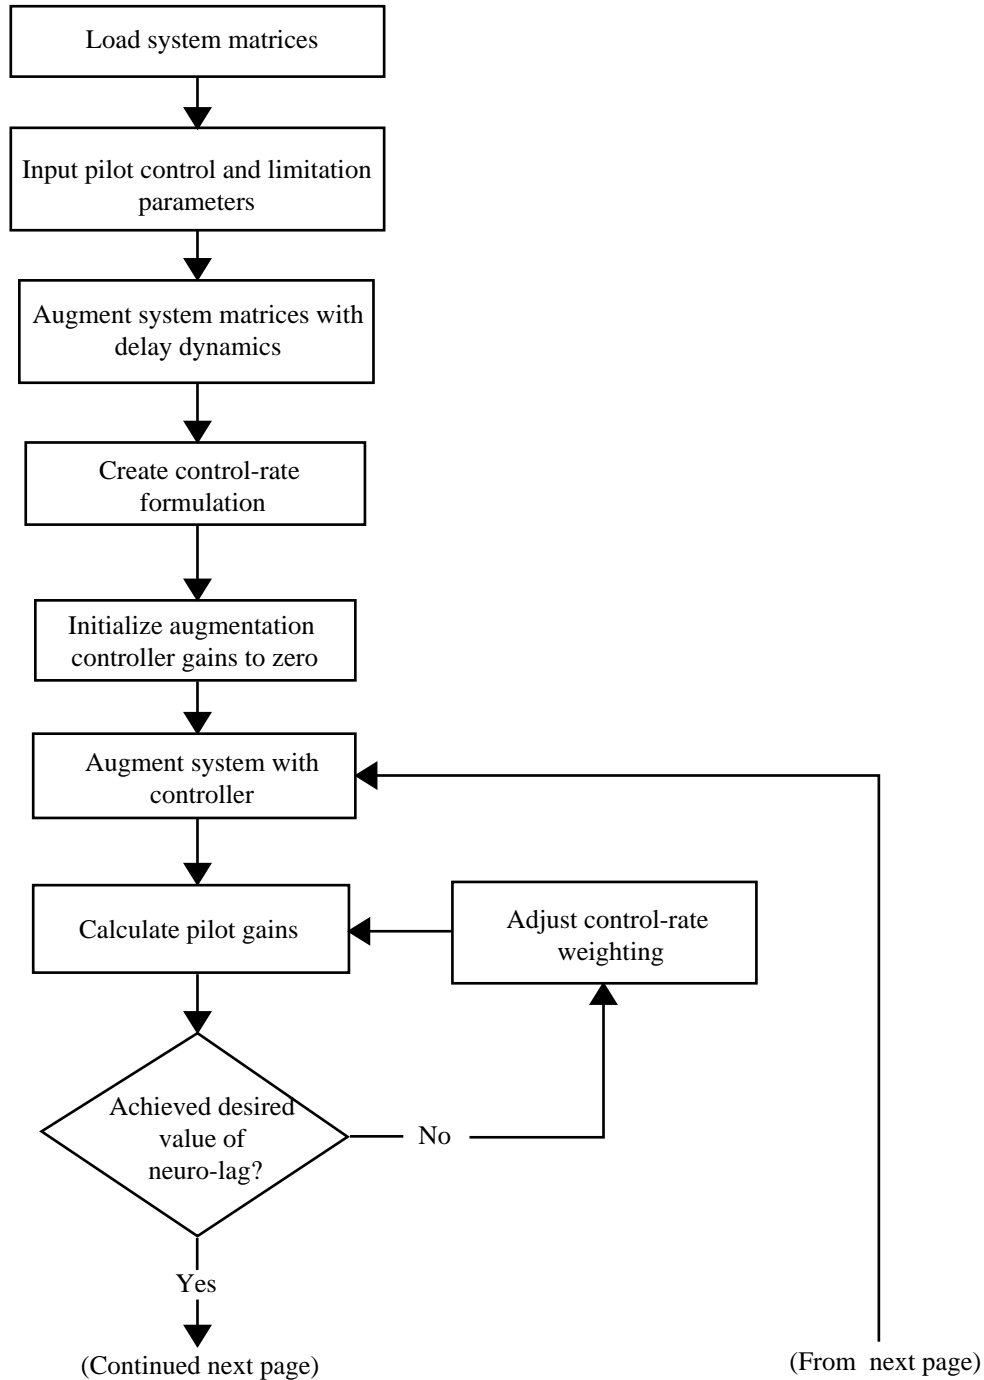 Load system matrices
Input pilot control and limitation
parameters
Augment system matrices with
delay dynamics
Create control-rate
formulation
Initialize augmentation
controller gains to zero
Augment system with
controller
Calculate pilot gains
Adjust control-rate
weighting
Achieved desired
value of
neuro-lag?
No
Yes
(Continued next page)
(From next page)